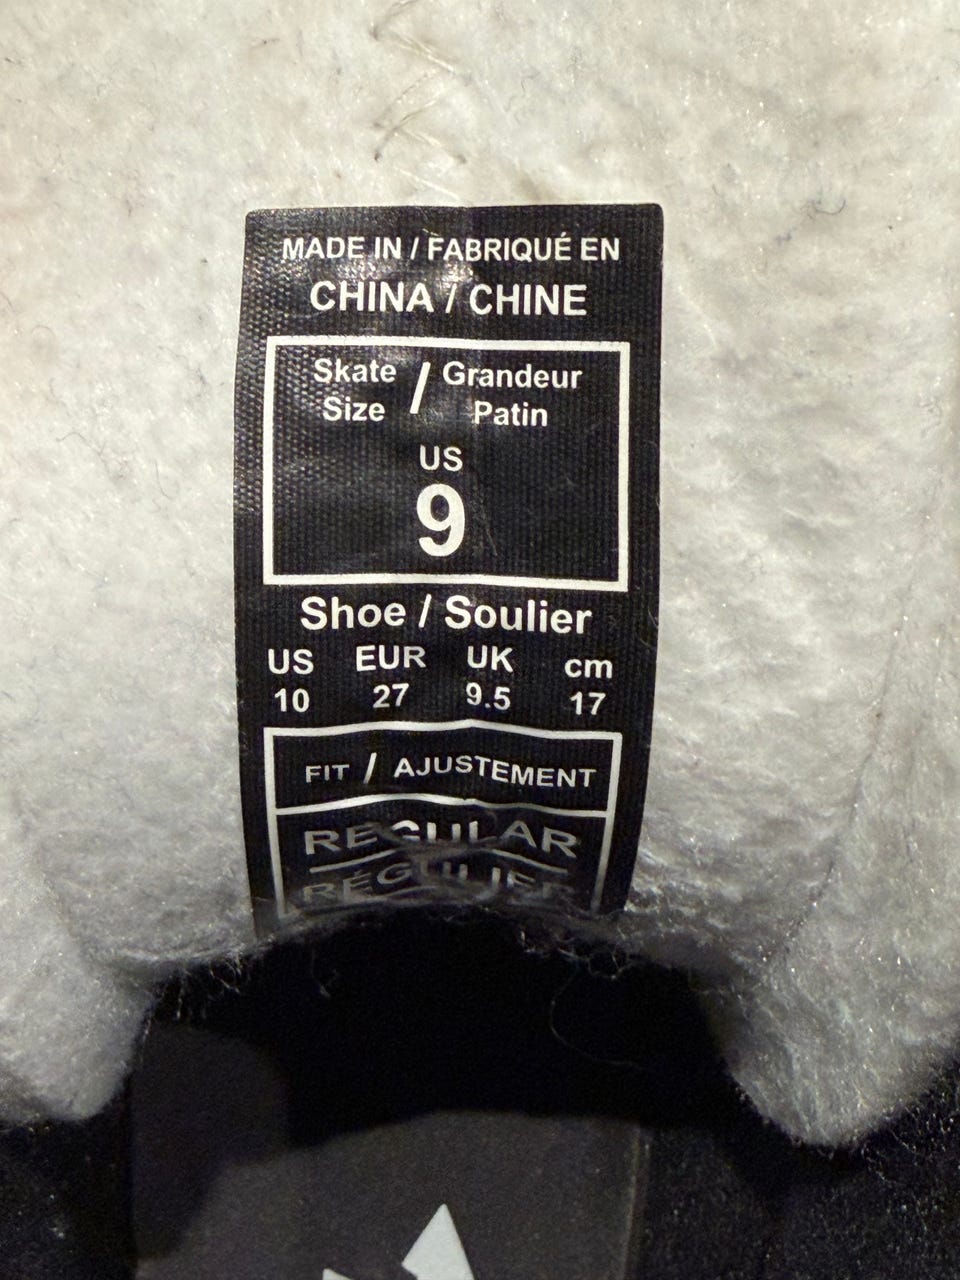 MADE IN / FABRIQUÉ EN
CHINA / CHINE
Skate Size / Grandeur Patin
US
9
Shoe / Soulier
US EUR UK cm
10 27 9.5 17
FIT / AJUSTEMENT
REGULAR
RÉGULIER